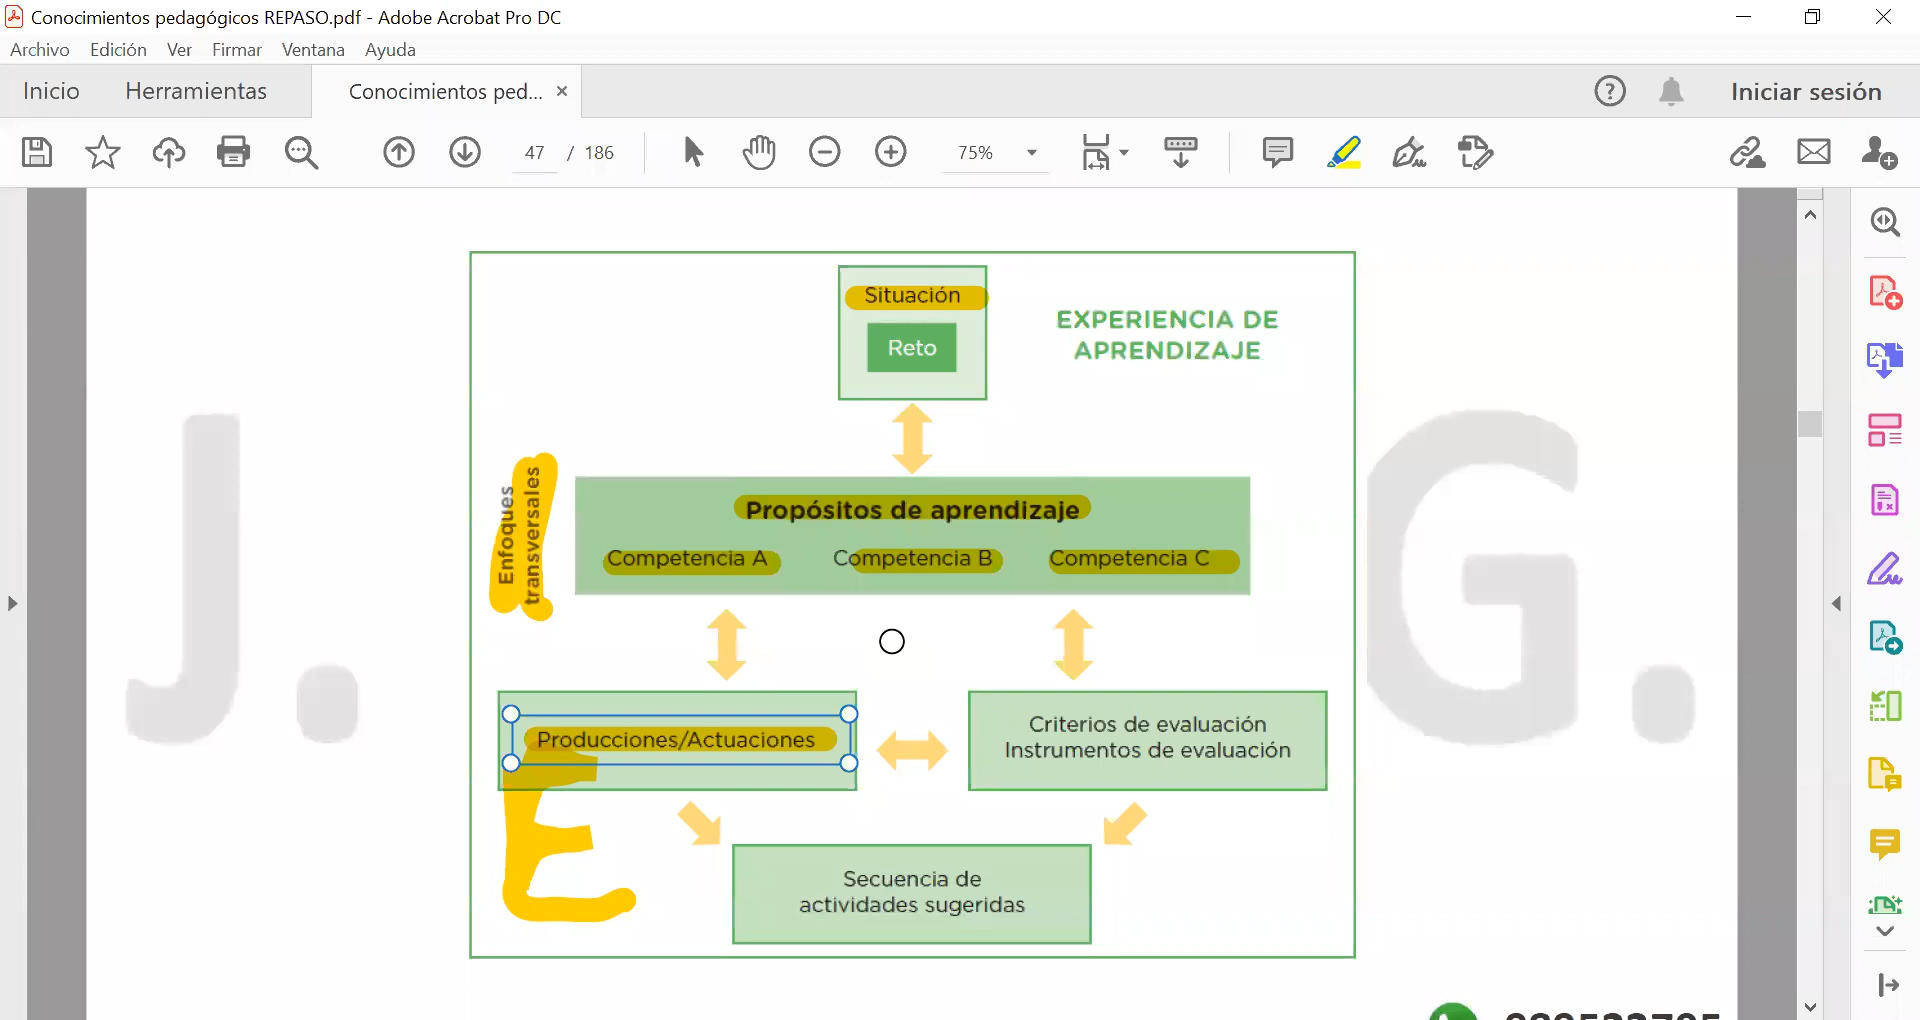 Conocimientos pedagógicos REPASO.pdf - Adobe Acrobat Pro DC
Archivo Edición Ver Firmar Ventana Ayuda
Inicio Herramientas Conocimientos ped... × Iniciar sesión
47 / 186 75%
Situación
Reto
EXPERIENCIA DE
APRENDIZAJE
Enfoques
transversales
Propósitos de aprendizaje
Competencia A Competencia B Competencia C
Producciones/Actuaciones
Criterios de evaluación
Instrumentos de evaluación
E
Secuencia de
actividades sugeridas
J. G.